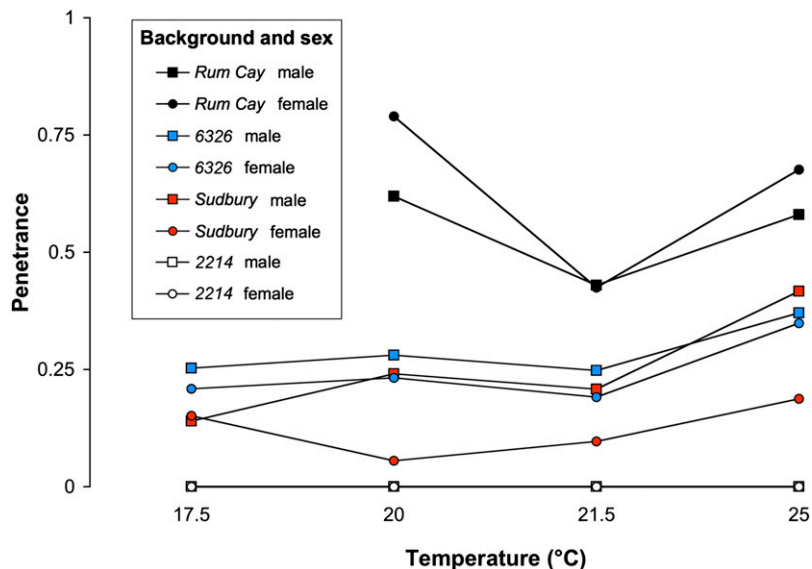 1
Background and sex
Rum Cay male
Rum Cay female
0.75
6326 male
6326 female
Sudbury male
Penetrance
0.5
Sudbury female
2214 male
2214 female
0.25
0
17.5 20 21.5 25
Temperature (°C)